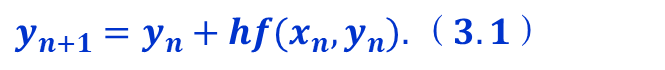 yₙ₊₁ = yₙ + hf(xₙ, yₙ).（3.1）